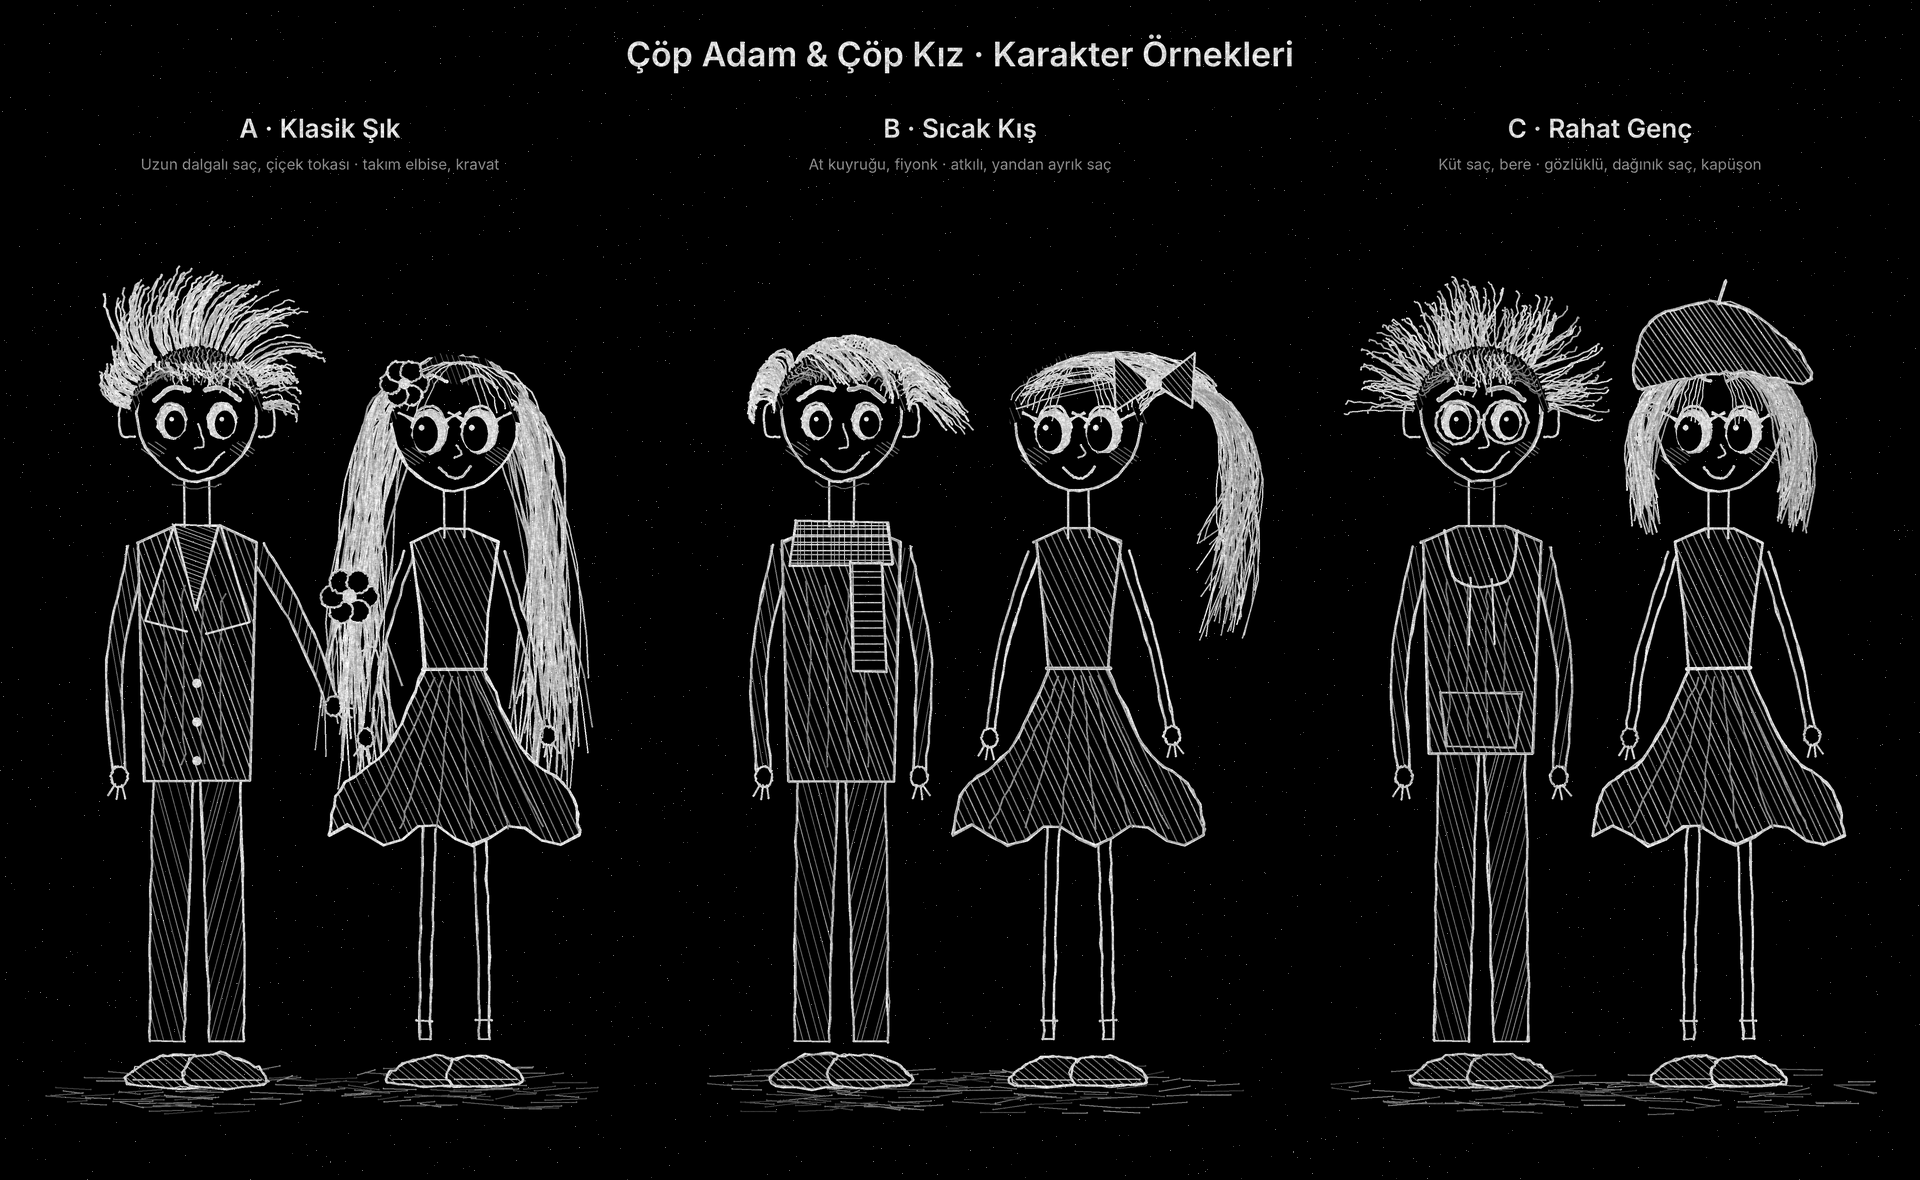 Çöp Adam & Çöp Kız · Karakter Örnekleri
A · Klasik Şık
Uzun dalgalı saç, çiçek tokası · takım elbise, kravat
B · Sıcak Kış
At kuyruğu, fiyonk · atkılı, yandan ayrık saç
C · Rahat Genç
Küt saç, bere · gözlüklü, dağınık saç, kapüşon